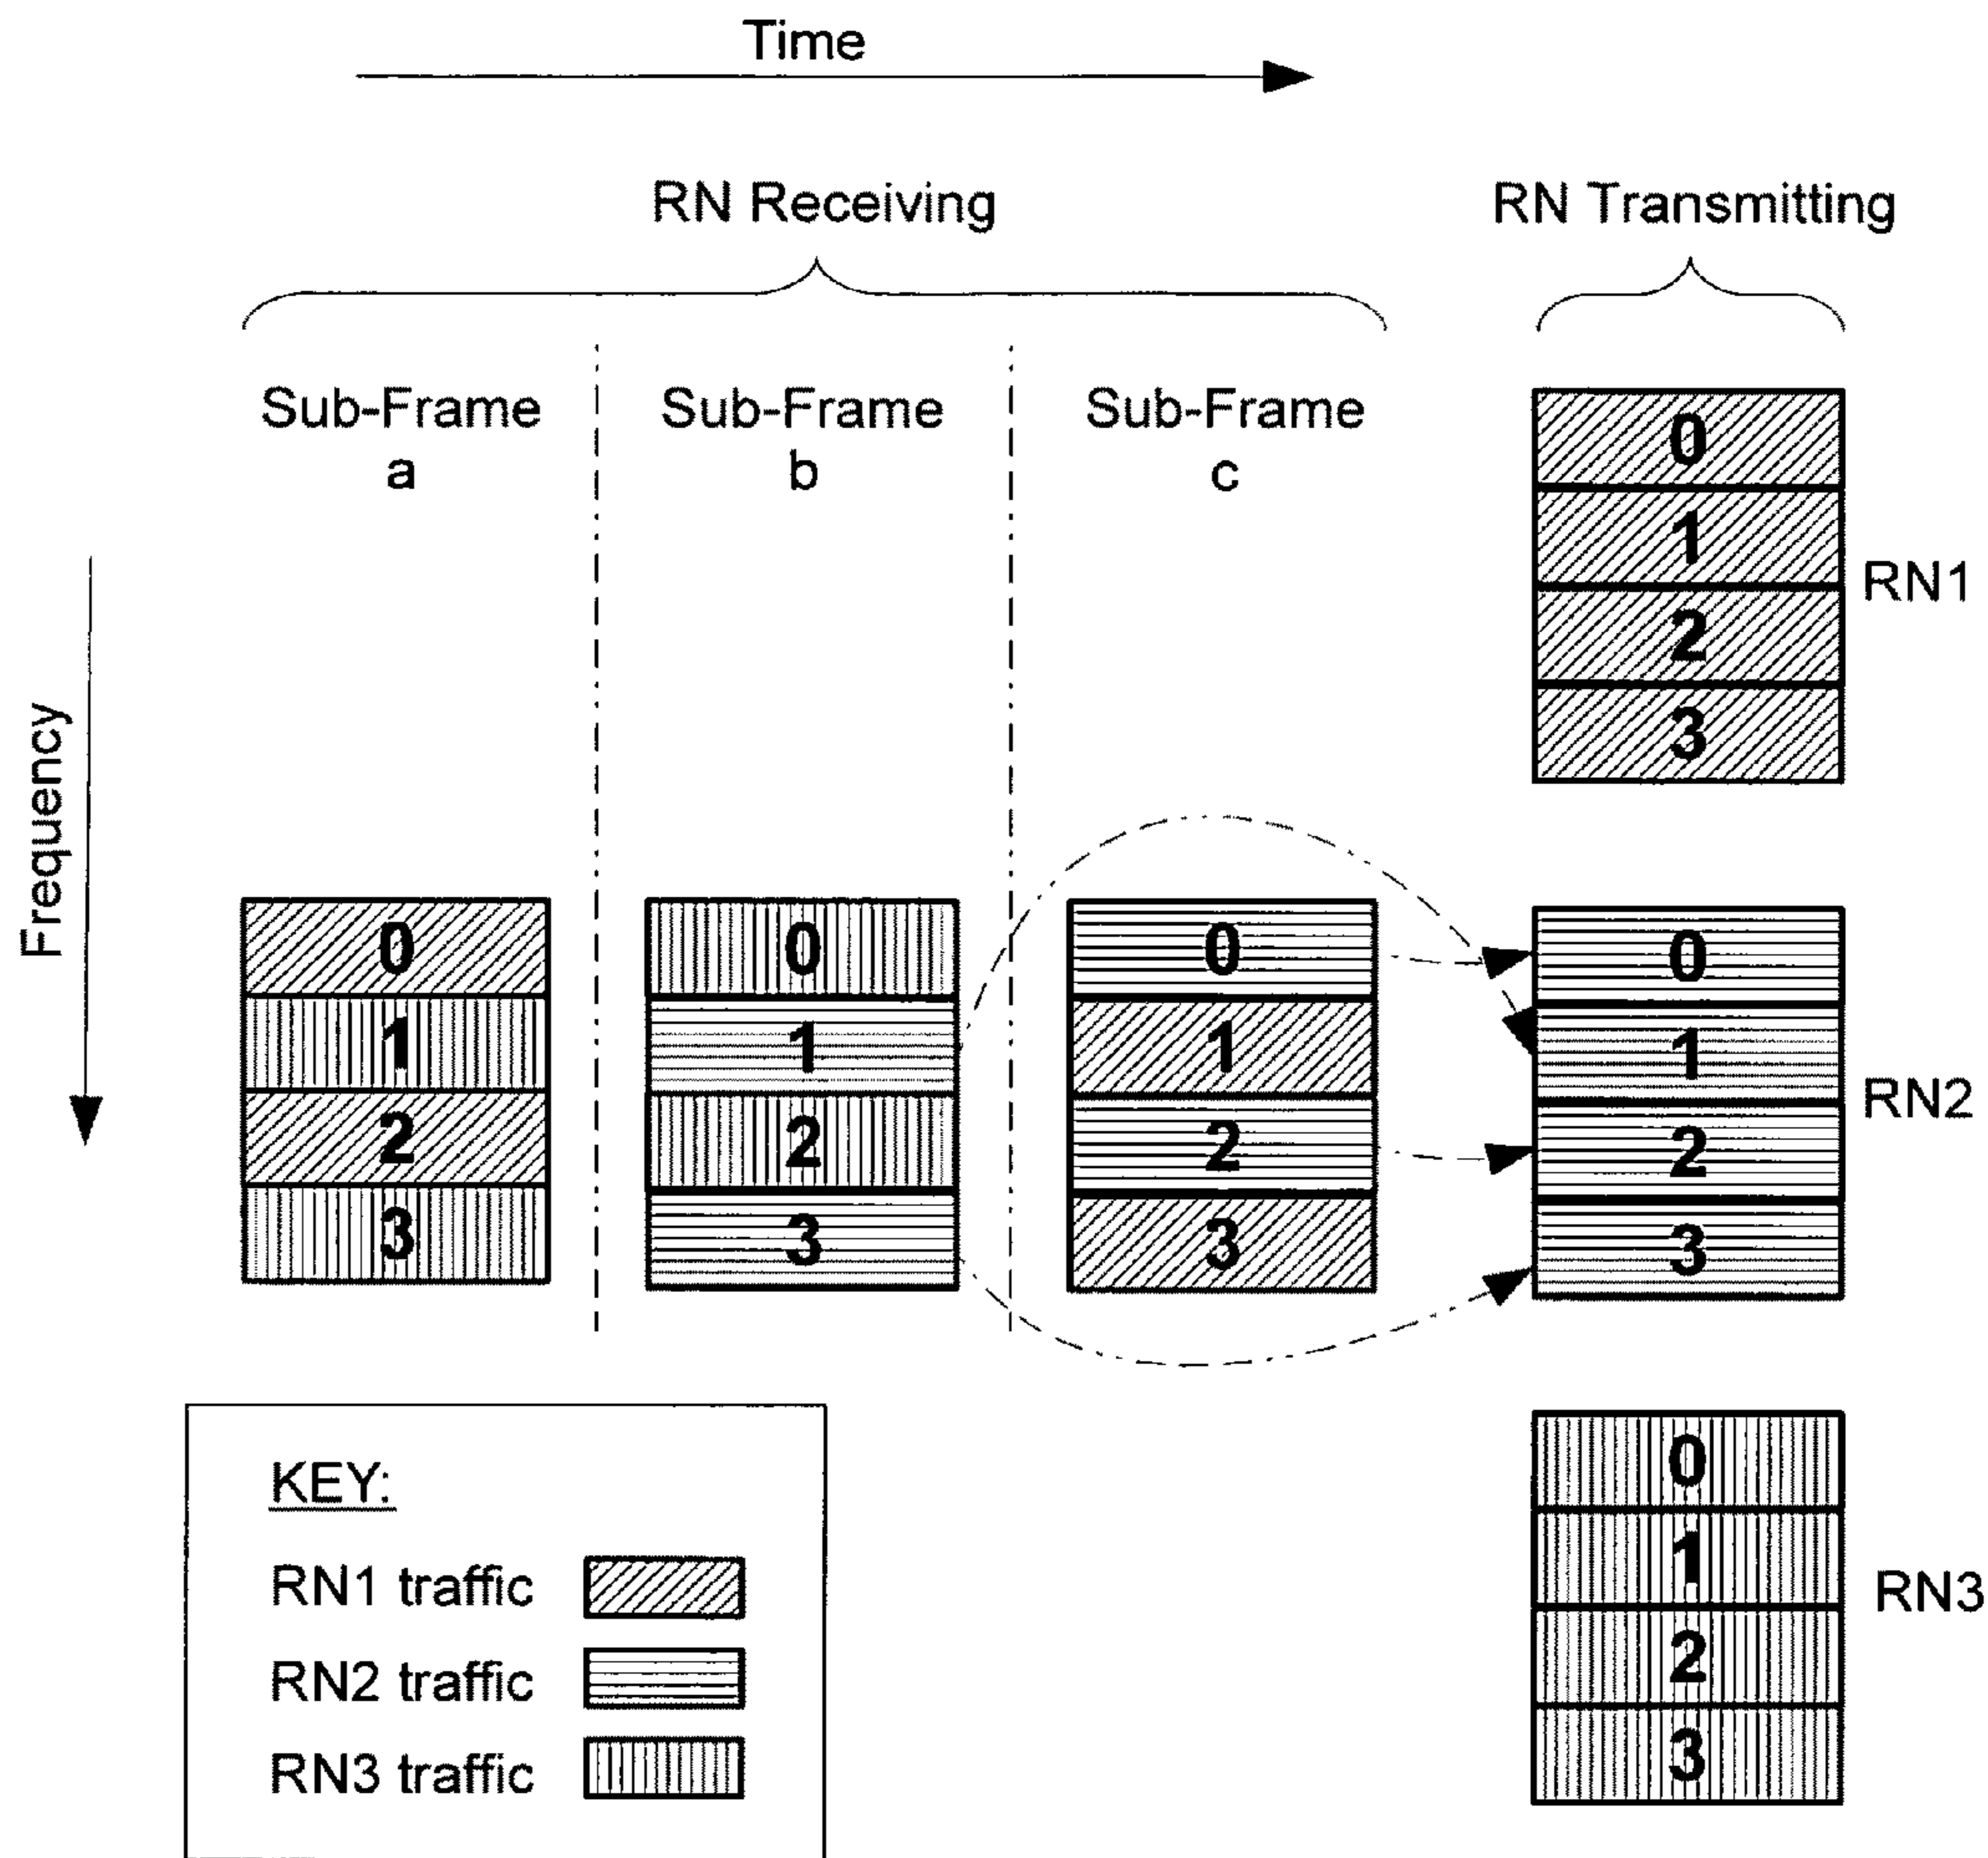 Time
RN Receiving
RN Transmitting
Sub-Frame
a
Sub-Frame
b
Sub-Frame
c
Frequency
0
1
2
3
0
1
2
3
0
1
2
3
0
1
2
3
RN1
0
1
2
3
RN2
0
1
2
3
RN3
KEY:
RN1 traffic
RN2 traffic
RN3 traffic